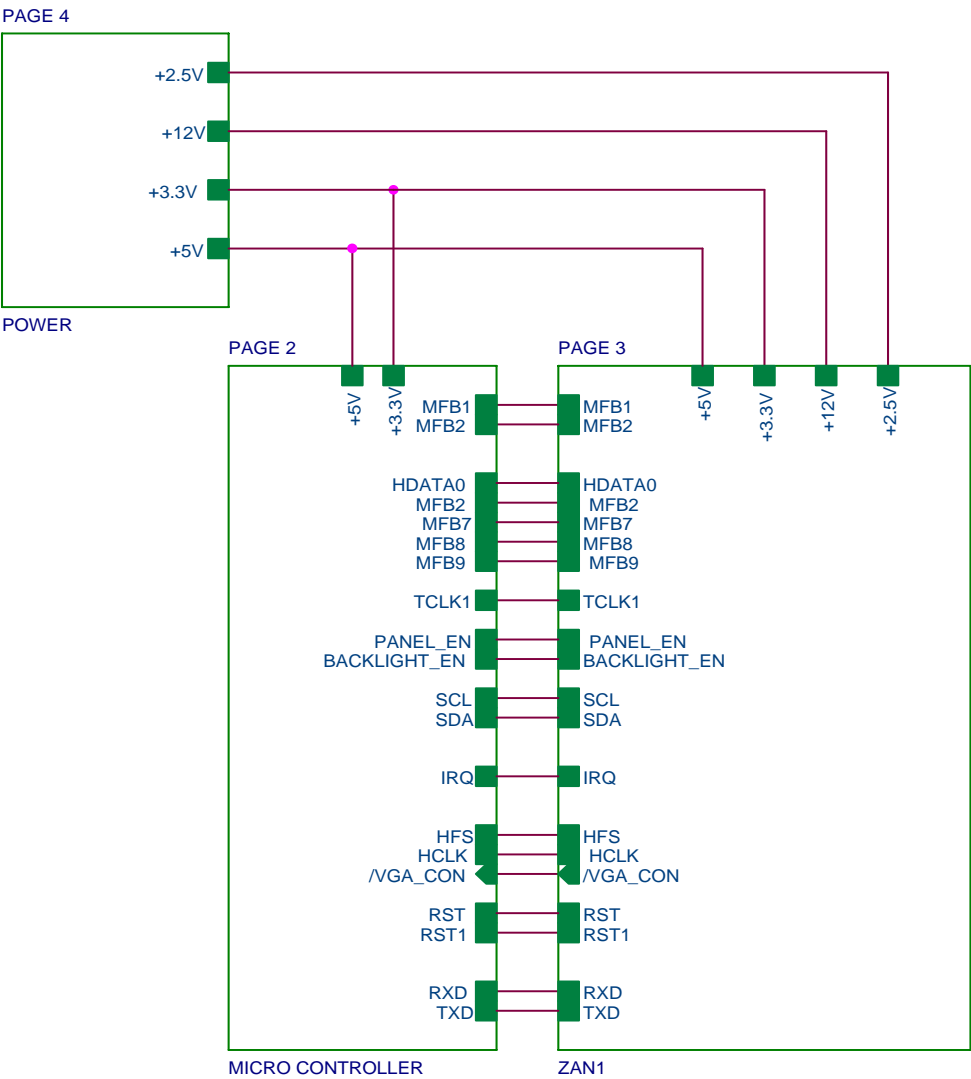 PAGE 4
+2.5V
+12V
+3.3V
+5V
POWER
PAGE 2
+5V
+3.3V
MFB1
MFB2
HDATA0
MFB2
MFB7
MFB8
MFB9
TCLK1
PANEL_EN
BACKLIGHT_EN
SCL
SDA
IRQ
HFS
HCLK
/VGA_CON
RST
RST1
RXD
TXD
MICRO CONTROLLER
PAGE 3
+5V
+3.3V
+12V
+2.5V
MFB1
MFB2
HDATA0
MFB2
MFB7
MFB8
MFB9
TCLK1
PANEL_EN
BACKLIGHT_EN
SCL
SDA
IRQ
HFS
HCLK
/VGA_CON
RST
RST1
RXD
TXD
ZAN1